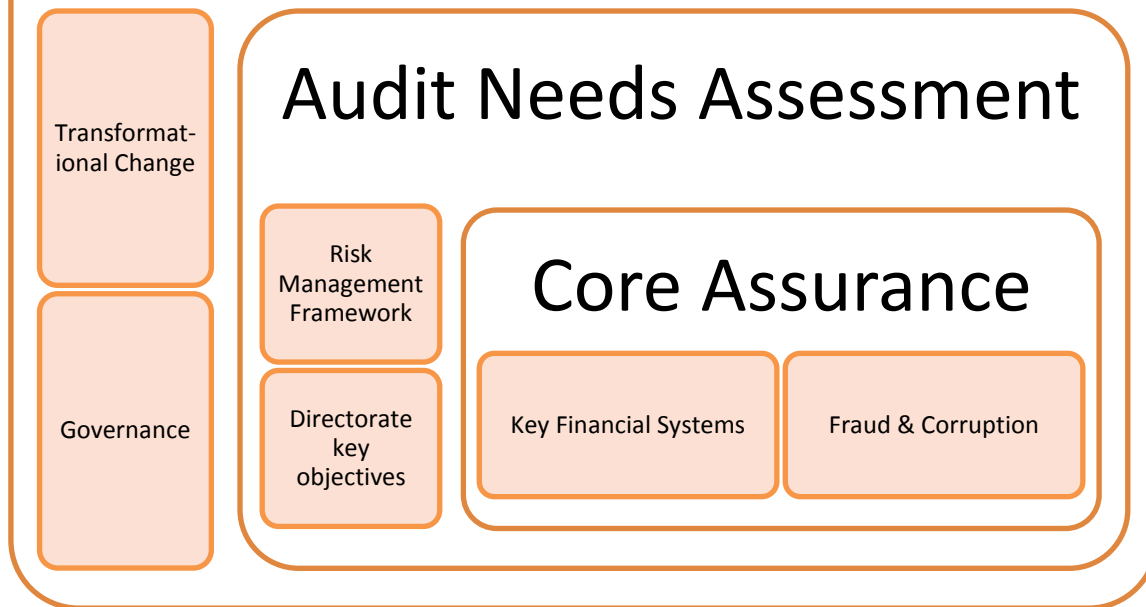 Transformat-
ional Change
Governance
Audit Needs Assessment
Risk
Management
Framework
Directorate
key
objectives
Core Assurance
Key Financial Systems
Fraud & Corruption